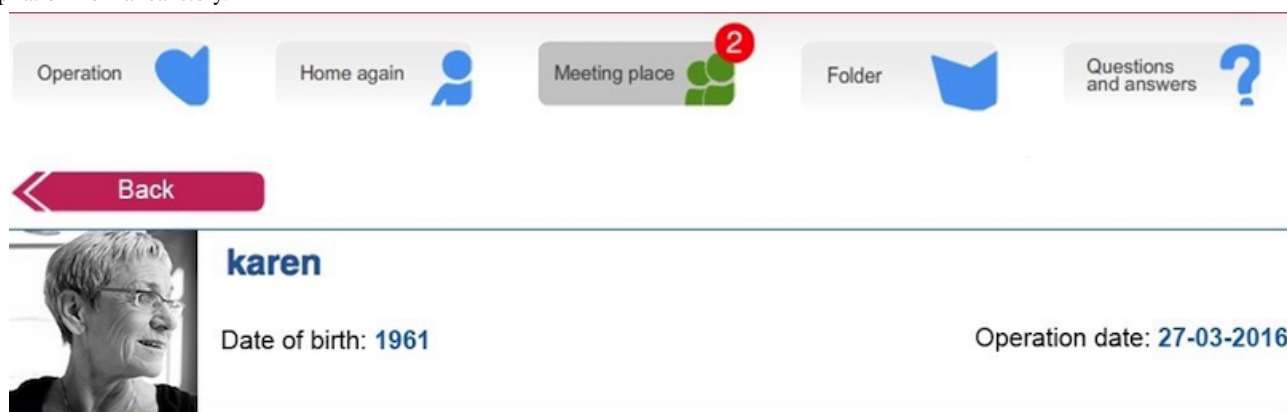 Operation
Home again
Meeting place
2
Folder
Questions
and answers
Back
karen
Date of birth: 1961
Operation date: 27-03-2016